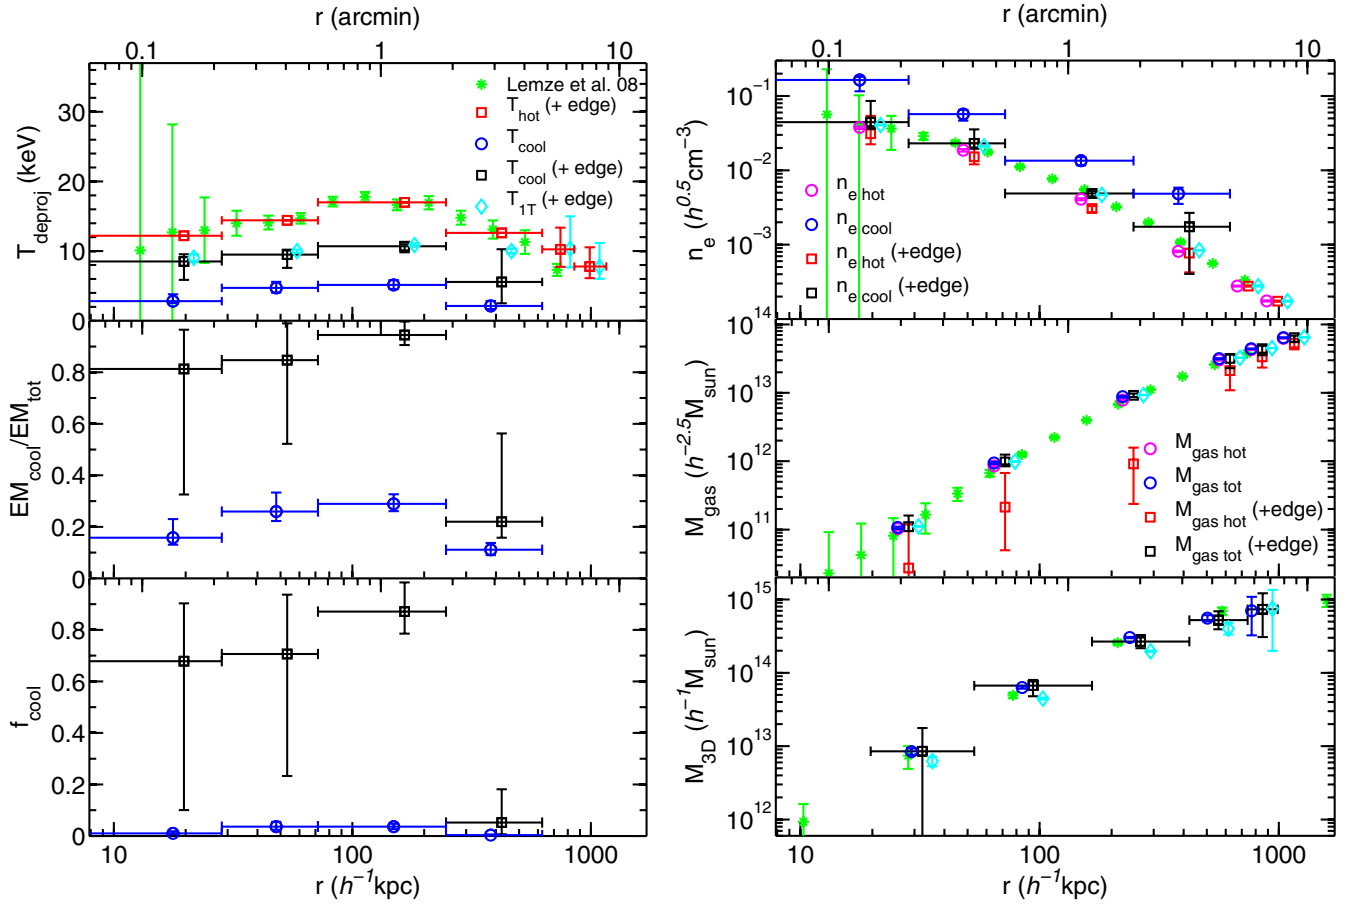 r (arcmin)
0.1 1 10
T_deproj (keV)
30
20
10
0
Lemze et al. 08
T_hot (+ edge)
T_cool
T_cool (+ edge)
T_1T (+ edge)
EM_cool/EM_tot
0.8
0.6
0.4
0.2
0
f_cool
0.8
0.6
0.4
0.2
0
10 100 1000
r (h^−1 kpc)
r (arcmin)
0.1 1 10
n_e (h^0.5 cm^−3)
10^−1
10^−2
10^−3
n_e hot
n_e cool
n_e hot (+edge)
n_e cool (+edge)
M_gas (h^−2.5 M_sun)
10^14
10^13
10^12
10^11
M_gas hot
M_gas tot
M_gas hot (+edge)
M_gas tot (+edge)
M_3D (h^−1 M_sun)
10^15
10^14
10^13
10^12
10 100 1000
r (h^−1 kpc)